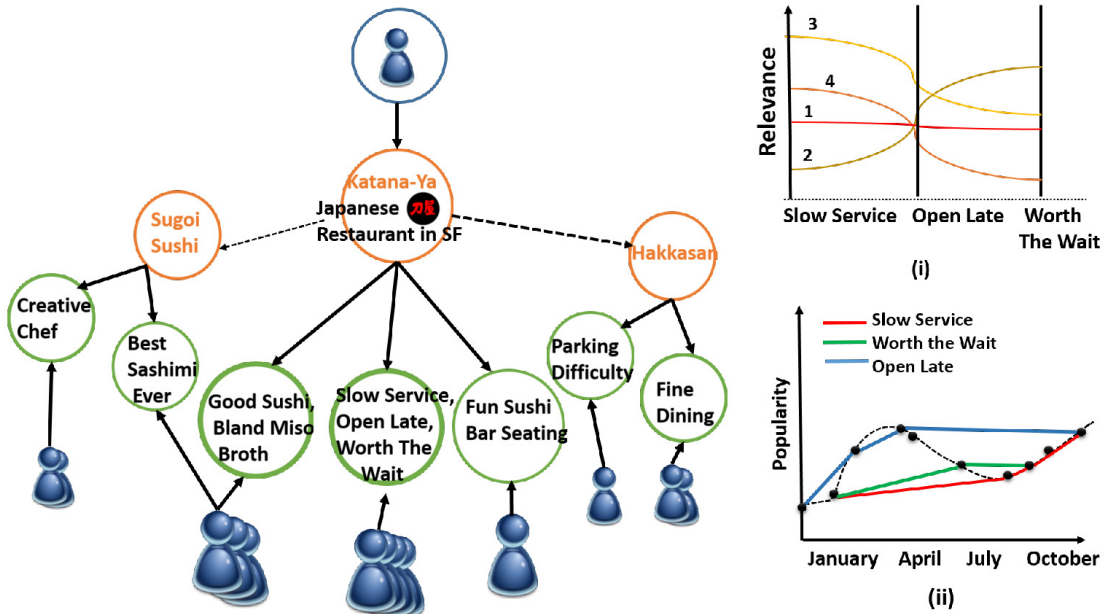 Katana-Ya
Japanese 刀屋
Restaurant in SF
Sugoi
Sushi
Hakkasan
Creative
Chef
Best
Sashimi
Ever
Good Sushi,
Bland Miso
Broth
Slow Service,
Open Late,
Worth The
Wait
Fun Sushi
Bar Seating
Parking
Difficulty
Fine
Dining
Relevance
3
4
1
2
Slow Service
Open Late
Worth
The Wait
(i)
Popularity
Slow Service
Worth the Wait
Open Late
January
April
July
October
(ii)